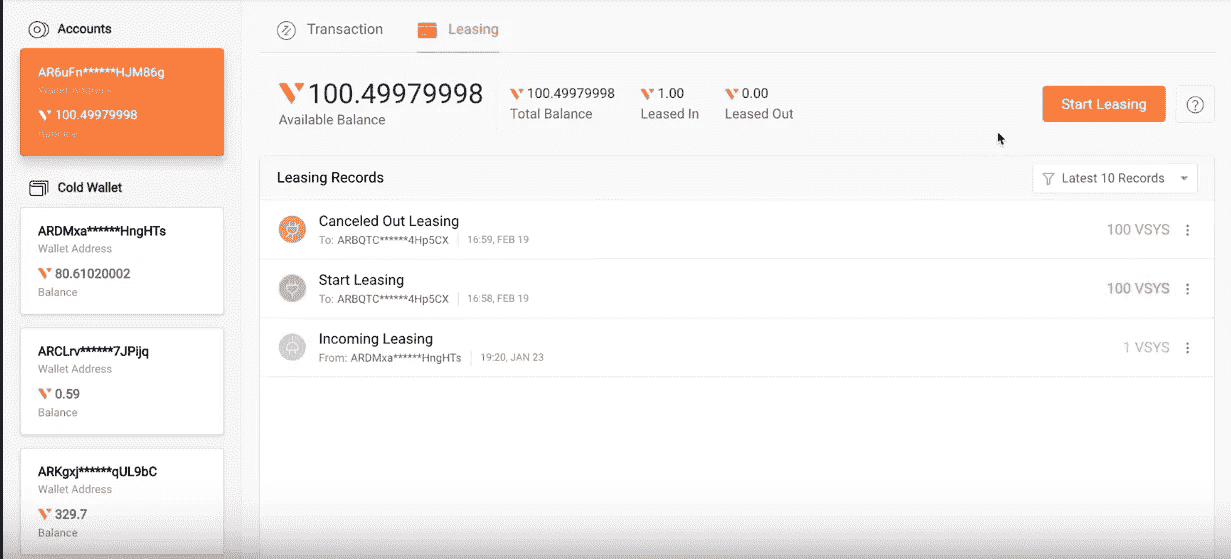 Accounts
AR6uFn******HJM86g
Wallet Address
100.49979998
Balance
Cold Wallet
ARDMxa******HngHTs
Wallet Address
80.61020002
Balance
ARCLrv******7JPijq
Wallet Address
0.59
Balance
ARKgxj******qUL9bC
Wallet Address
329.7
Balance
Transaction
Leasing
100.49979998
Available Balance
100.49979998
Total Balance
1.00
Leased In
0.00
Leased Out
Start Leasing
?
Leasing Records
Latest 10 Records
Canceled Out Leasing
To: ARBQTC******4Hp5CX 16:59, FEB 19
100 VSYS
Start Leasing
To: ARBQTC******4Hp5CX 16:58, FEB 19
100 VSYS
Incoming Leasing
From: ARDMxa******HngHTs 19:20, JAN 23
1 VSYS